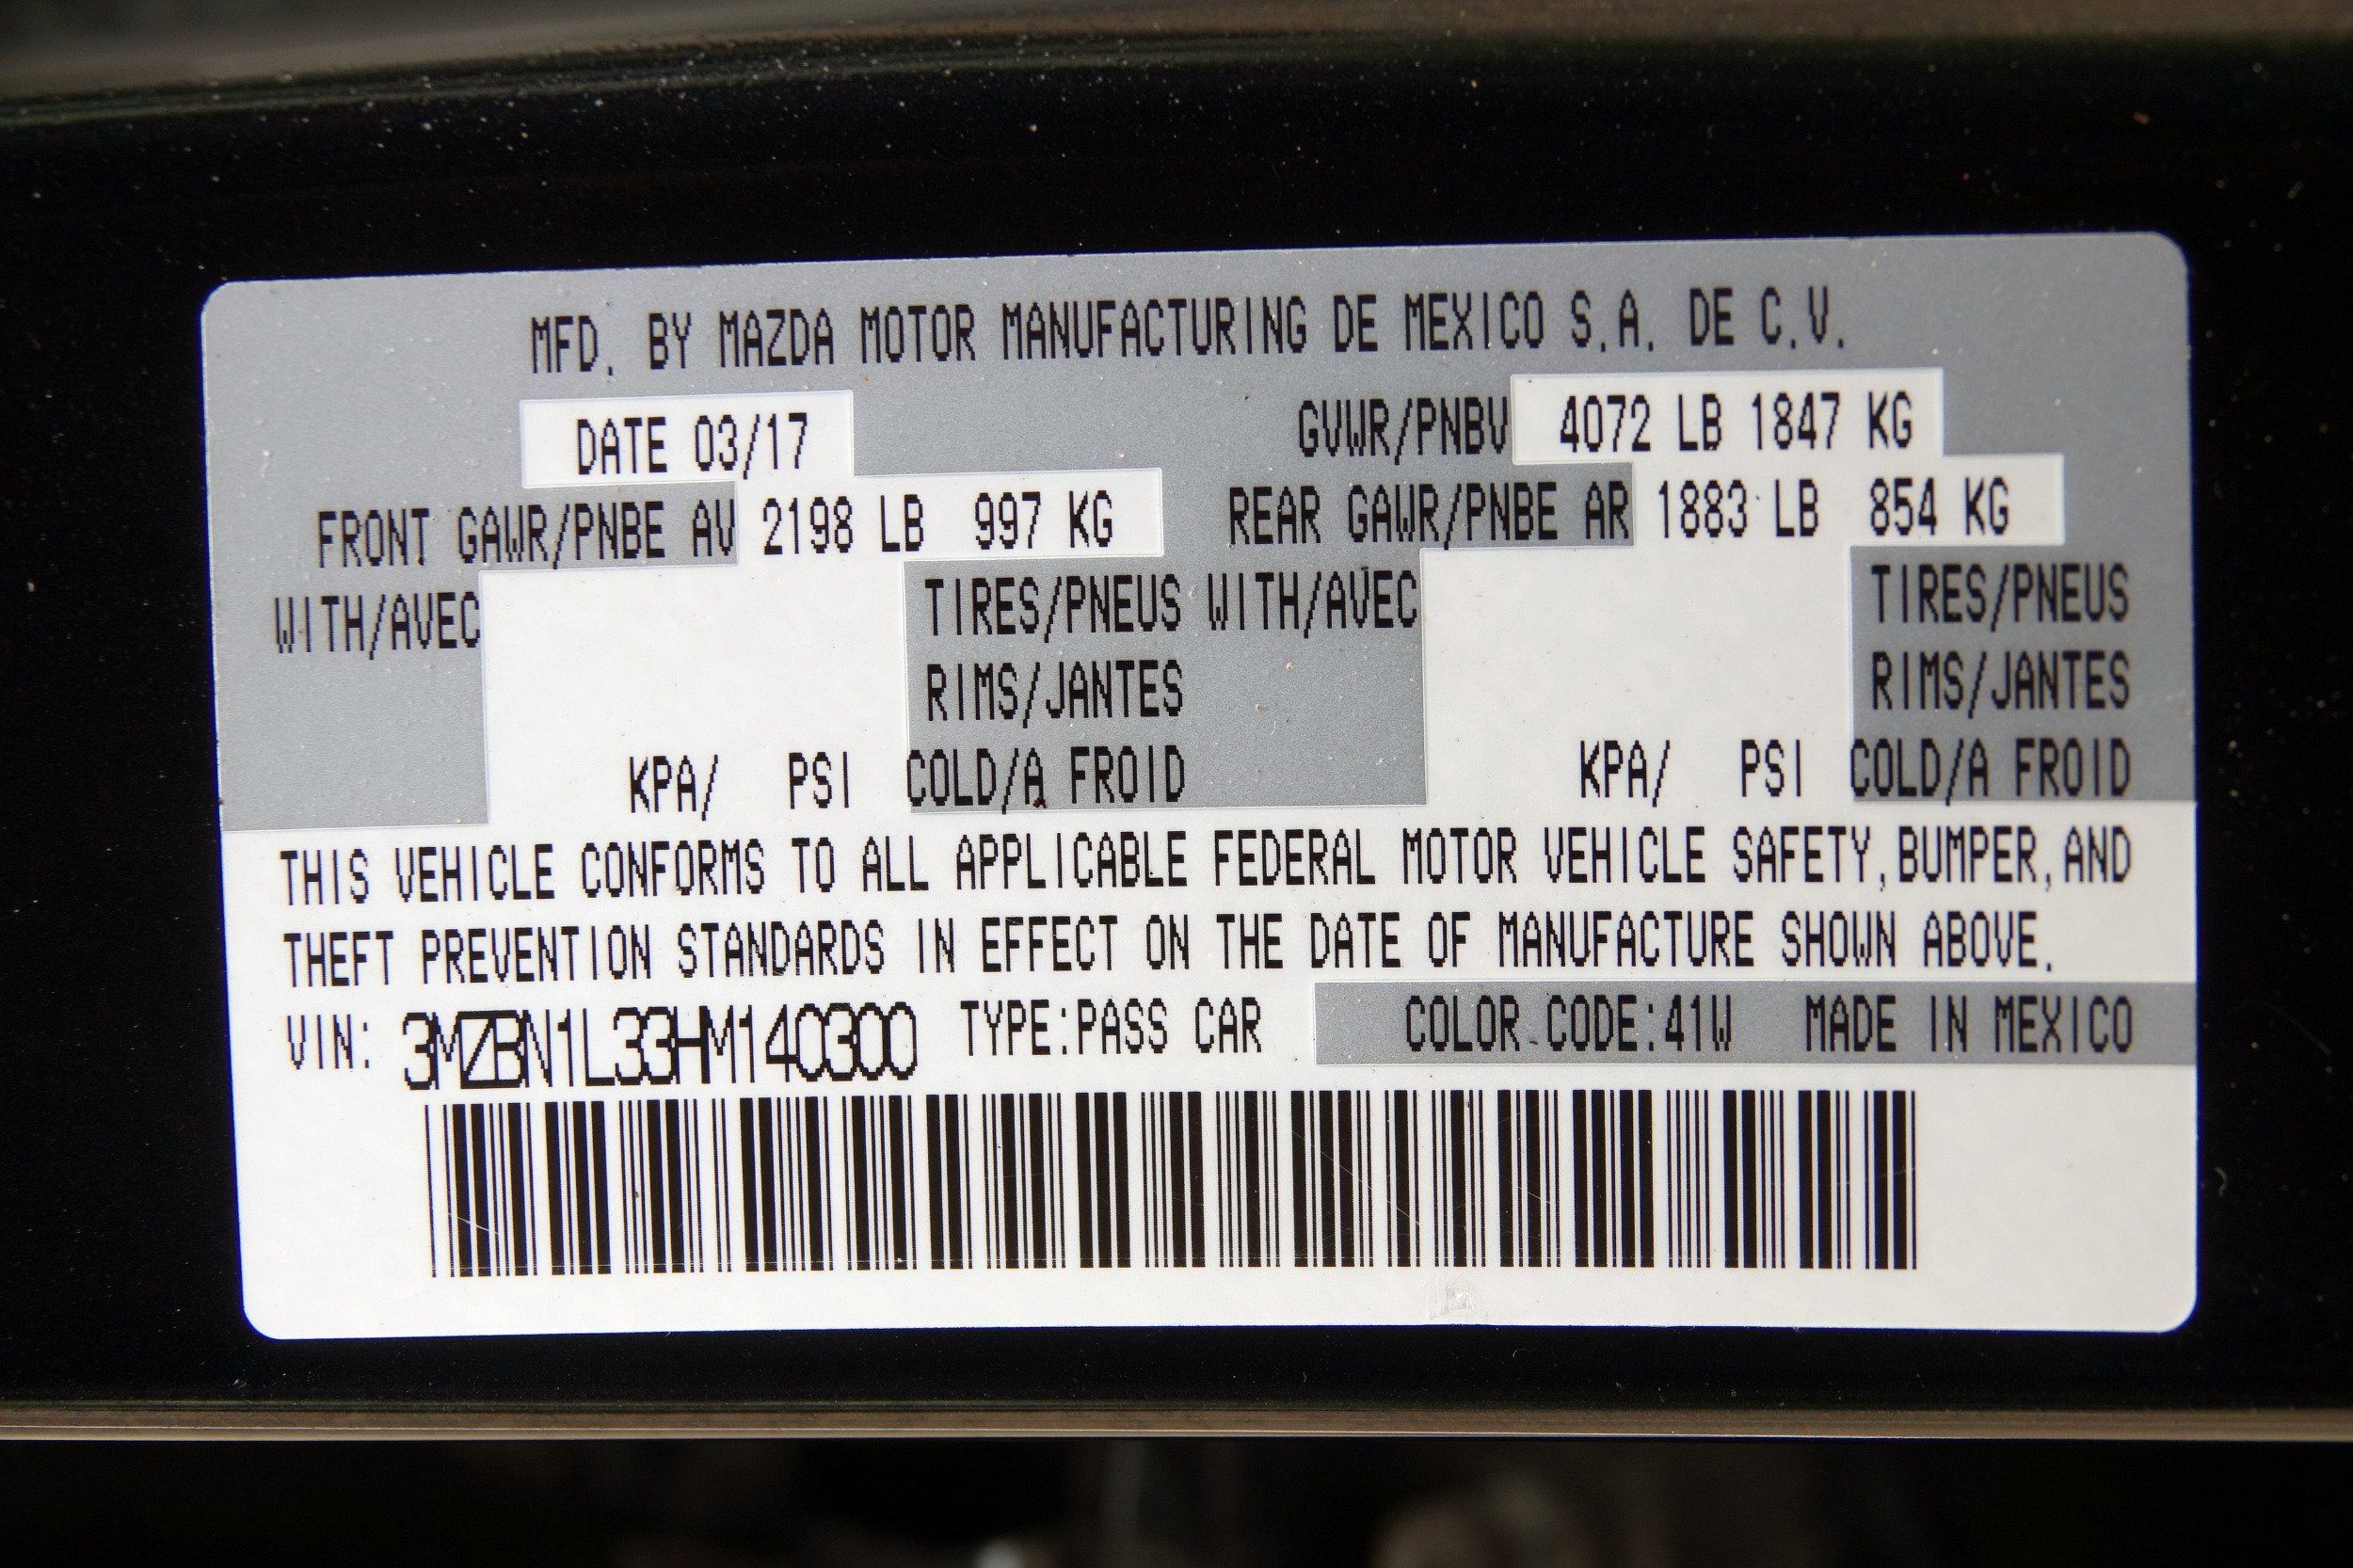 MFD. BY MAZDA MOTOR MANUFACTURING DE MEXICO S.A. DE C.V.
DATE 03/17 GVWR/PNBV 4072 LB 1847 KG
FRONT GAWR/PNBE AV 2198 LB 997 KG REAR GAWR/PNBE AR 1883 LB 854 KG
WITH/AVEC TIRES/PNEUS WITH/AVEC TIRES/PNEUS
RIMS/JANTES RIMS/JANTES
KPA/ PSI COLD/A FROID KPA/ PSI COLD/A FROID
THIS VEHICLE CONFORMS TO ALL APPLICABLE FEDERAL MOTOR VEHICLE SAFETY,BUMPER,AND
THEFT PREVENTION STANDARDS IN EFFECT ON THE DATE OF MANUFACTURE SHOWN ABOVE.
VIN: 3MZBN1L33HM140300 TYPE:PASS CAR COLOR CODE:41W MADE IN MEXICO